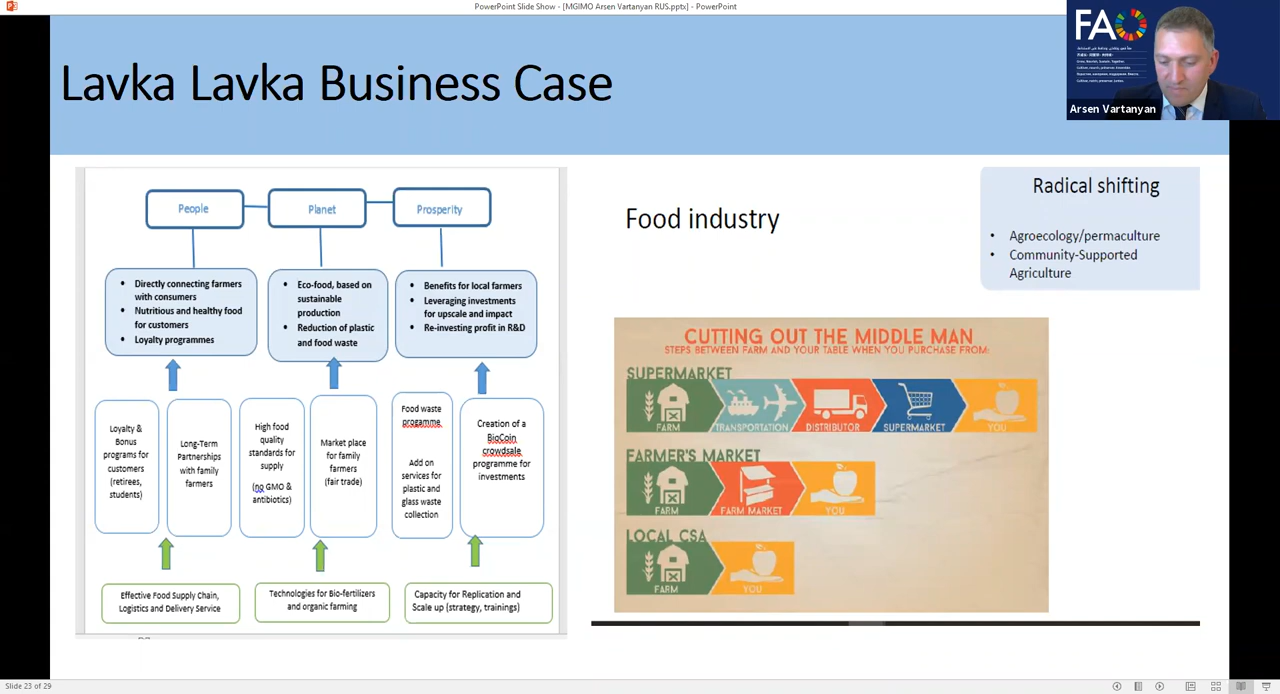 PowerPoint Slide Show - [MGIMO Arsen Vartanyan RUS.pptx] - PowerPoint
FAO
Arsen Vartanyan
Lavka Lavka Business Case
People
Planet
Prosperity
• Directly connecting farmers
with consumers
• Nutritious and healthy food
for customers
• Loyalty programmes
• Eco-food, based on
sustainable
production
• Reduction of plastic
and food waste
• Benefits for local farmers
• Leveraging investments
for upscale and impact
• Re-investing profit in R&D
Loyalty &
Bonus
programs for
customers
(retirees,
students)
Long-Term
Partnerships
with family
farmers
High food
quality
standards for
supply
(no GMO &
antibiotics)
Market place
for family
farmers
(fair trade)
Food waste
progamme
Add on
services for
plastic and
glass waste
collection
Creation of a
BioCoin
crowdsale
programme for
investments
Effective Food Supply Chain,
Logistics and Delivery Service
Technologies for Bio-fertilizers
and organic farming
Capacity for Replication and
Scale up (strategy, trainings)
Food industry
Radical shifting
• Agroecology/permaculture
• Community-Supported
Agriculture
CUTTING OUT THE MIDDLE MAN
STEPS BETWEEN FARM AND YOUR TABLE WHEN YOU PURCHASE FROM:
SUPERMARKET
FARM TRANSPORTATION DISTRIBUTOR SUPERMARKET YOU
FARMER'S MARKET
FARM FARM MARKET YOU
LOCAL CSA
FARM YOU
Slide 23 of 29